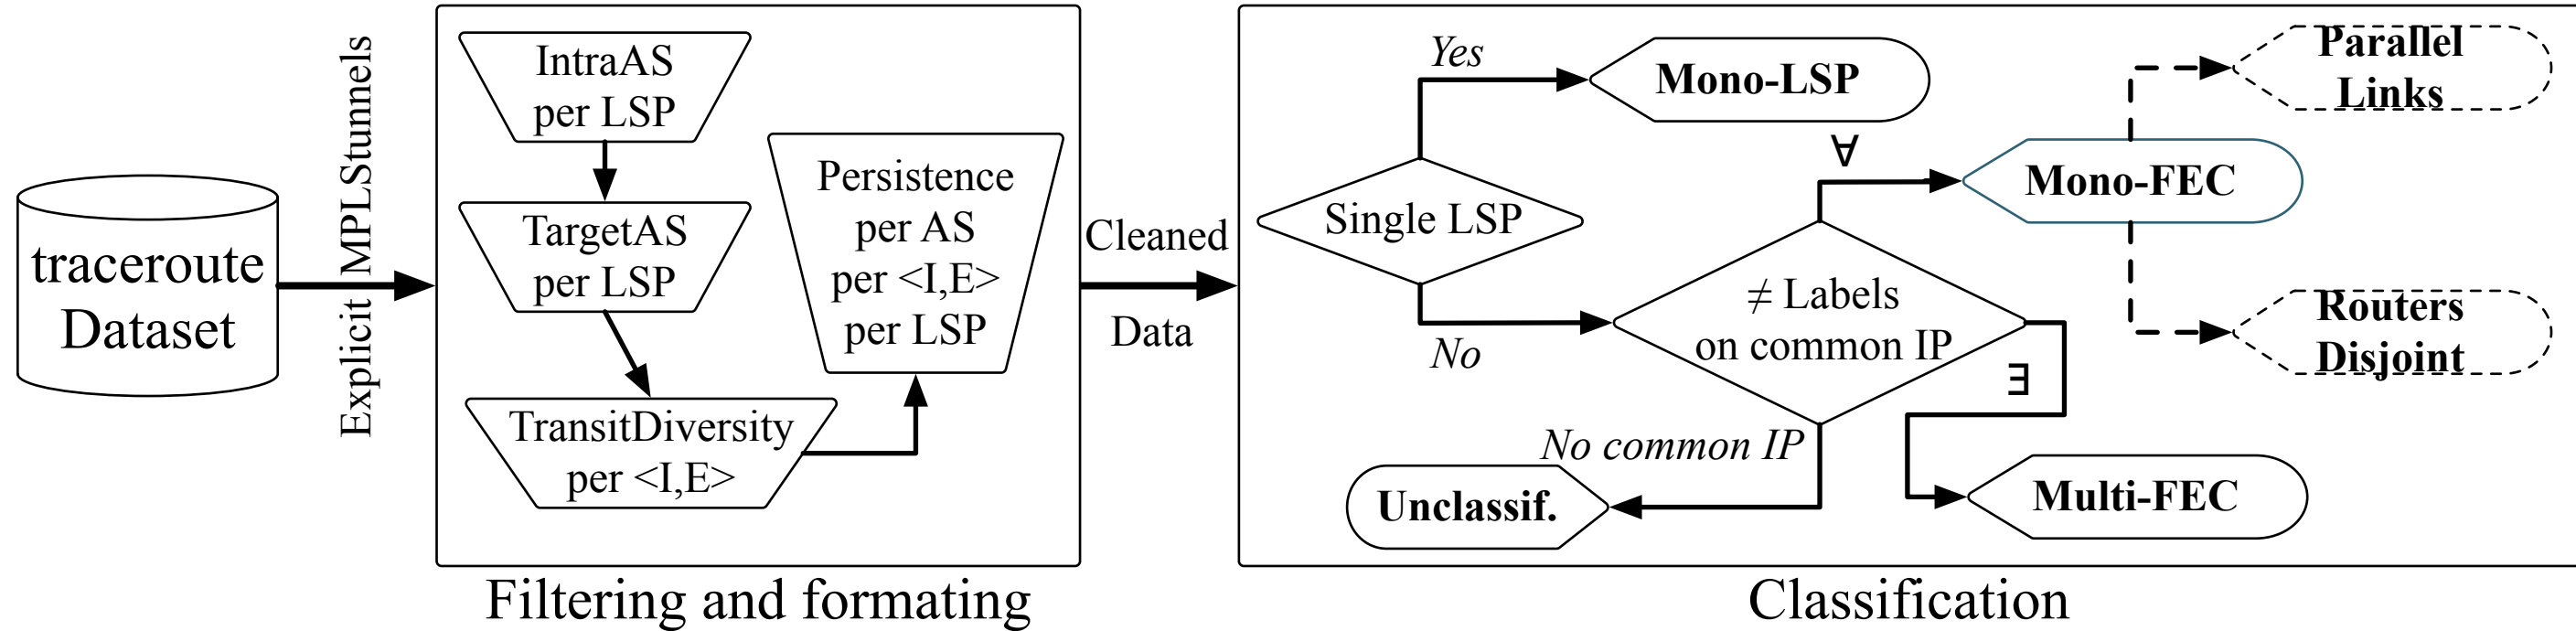 traceroute
Dataset
Explicit MPLStunnels
IntraAS
per LSP
TargetAS
per LSP
TransitDiversity
per <I,E>
Persistence
per AS
per <I,E>
per LSP
Filtering and formating
Cleaned
Data
Single LSP
Yes
Mono-LSP
No
≠ Labels
on common IP
∀
Mono-FEC
Parallel
Links
Routers
Disjoint
∃
Multi-FEC
No common IP
Unclassif.
Classification